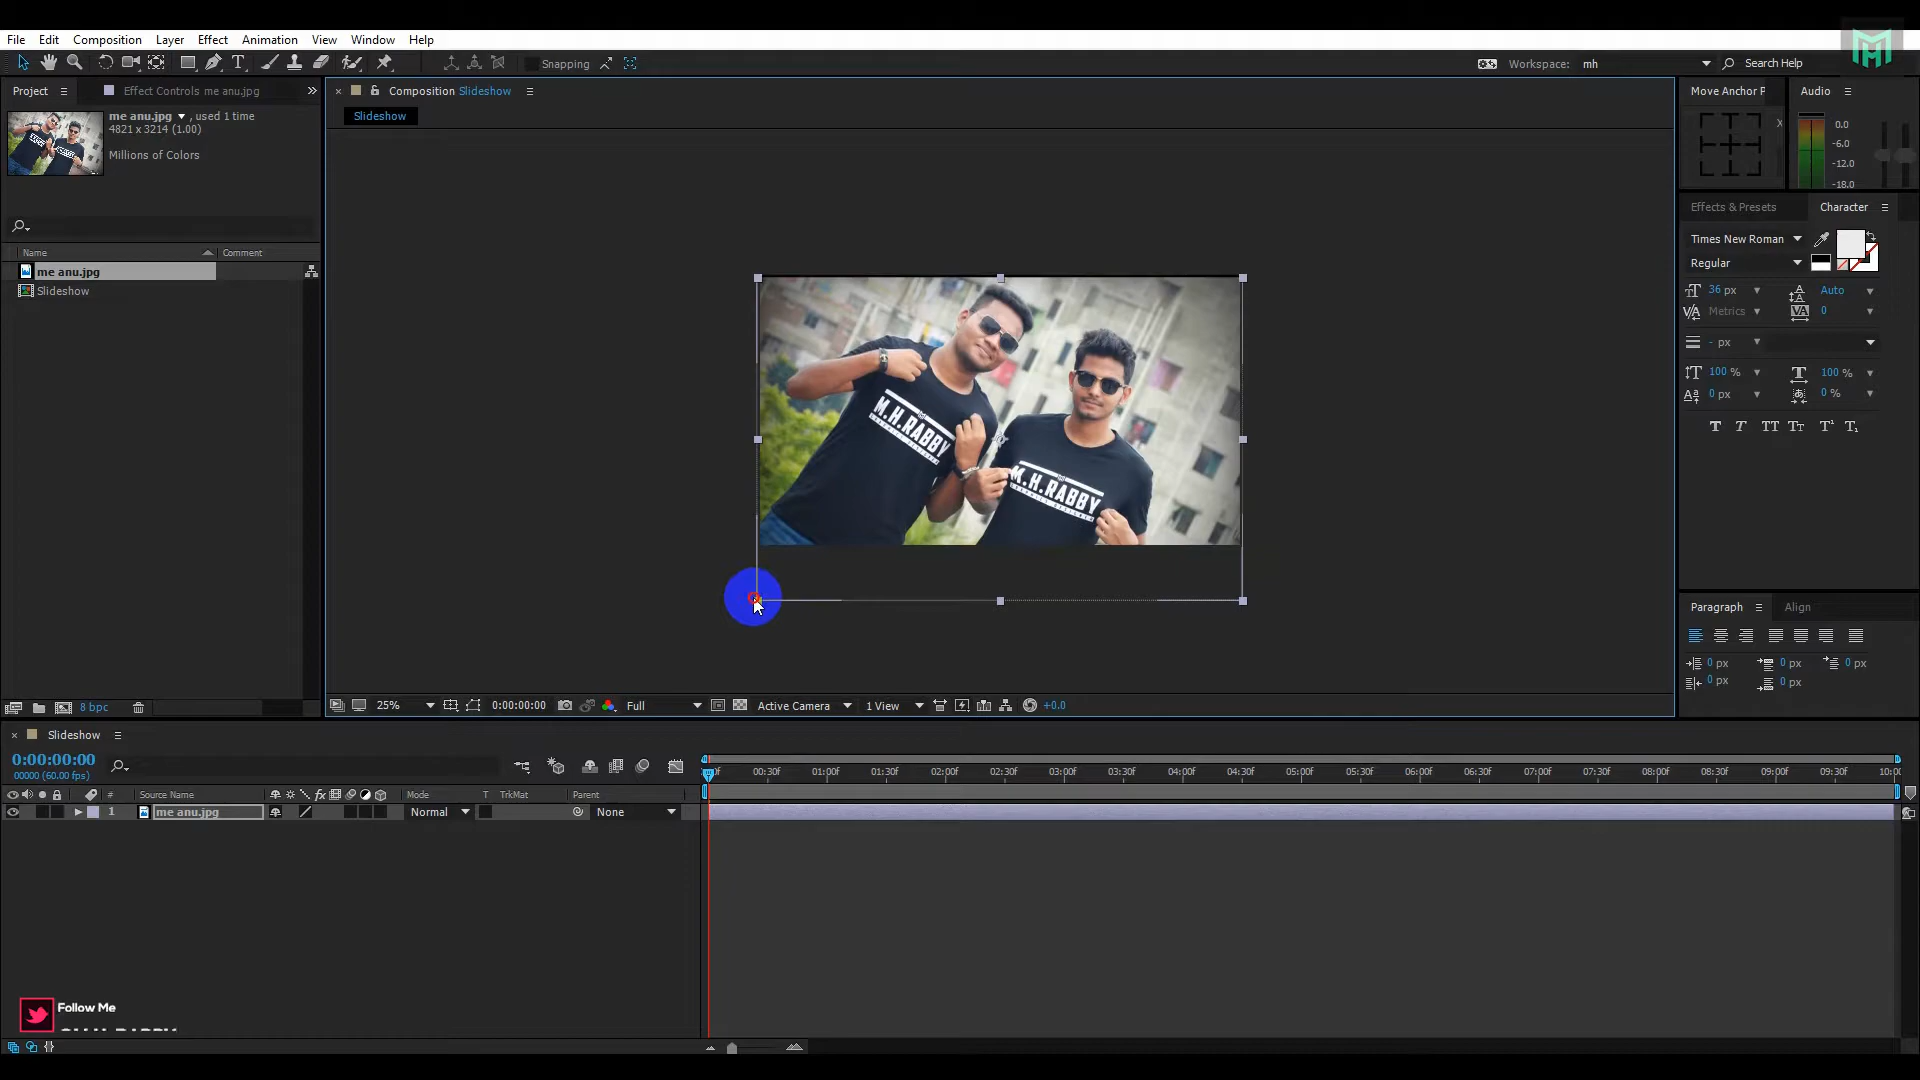 File Edit Composition Layer Effect Animation View Window Help
Snapping
Workspace: mh
Search Help
Project
Effect Controls me anu.jpg
Composition Slideshow
Move Anchor P
Audio
me anu.jpg , used 1 time
4821 x 3214 (1.00)
Millions of Colors
Slideshow
X
0.0
-6.0
-12.0
-18.0
Effects & Presets
Character
Name
Comment
Times New Roman
Regular
me anu.jpg
Slideshow
36 px
Auto
Metrics
0
- px
100 %
100 %
0 px
0 %
M.H.RABBY
M.H.RABBY
Paragraph
Align
0 px
0 px
0 px
0 px
0 px
8 bpc
25%
0:00:00:00
Full
Active Camera
1 View
+0.0
Slideshow
0:00:00:00
00000 (60.00 fps)
00:30f 01:00f 01:30f 02:00f 02:30f 03:00f 03:30f 04:00f 04:30f 05:00f 05:30f 06:00f 06:30f 07:00f 07:30f 08:00f 08:30f 09:00f 09:30f
# Source Name Mode T TrkMat Parent
1 me anu.jpg Normal None
Follow Me